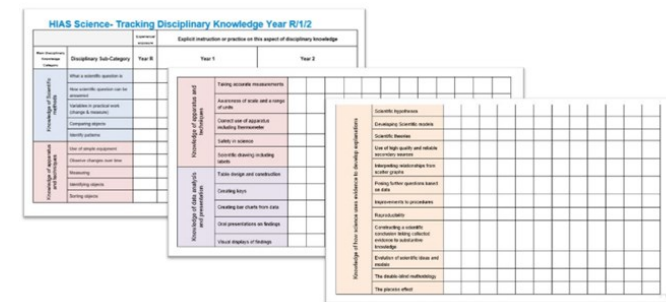 HIAS Science- Tracking Disciplinary Knowledge Year R/1/2
Explicit instruction or practice on this aspect of disciplinary knowledge
Disciplinary Sub-Category
Year R
Year 1
Year 2
Knowledge of Scientific
methods
What a scientific question is
How scientific question can be
answered
Variables in practical work
(change & measure)
Comparing objects
Identify patterns
Knowledge of apparatus
and techniques
Use of simple equipment
Observe changes over time
Measuring
Identifying objects
Sorting objects
Knowledge of apparatus and
techniques
Taking accurate measurements
Awareness of scale and a range
of units
Correct use of apparatus
including thermometer
Safety in science
Scientific drawing including
labels
Knowledge of data analysis
and presentation
Table design and construction
Creating keys
Creating bar charts from data
Oral presentations on findings
Visual displays of findings
Knowledge of how science uses evidence to develop explanations
Scientific hypotheses
Developing Scientific models
Scientific theories
Use of high quality and reliable
secondary sources
Interpreting relationships from
scatter graphs
Posing further questions based
on data
Improvements to procedures
Reproducibility
Constructing a scientific
conclusion linking collected
evidence to substantive
knowledge
Evolution of scientific ideas and
models
The double-blind methodology
The placebo effect